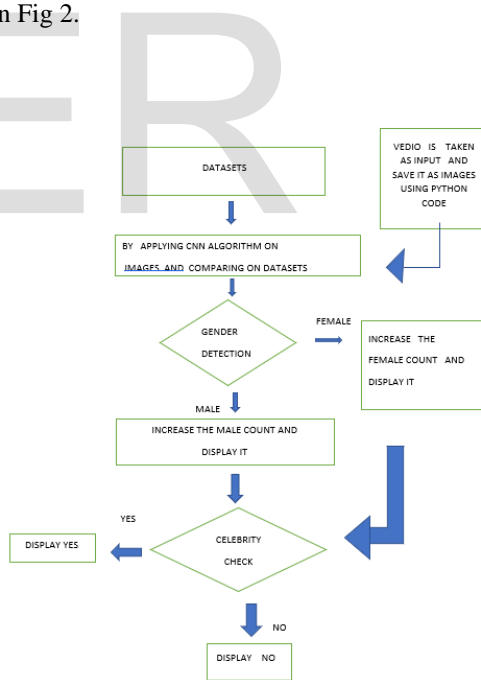 n Fig 2.
ER
DATASETS
VEDIO IS TAKEN
AS INPUT AND
SAVE IT AS IMAGES
USING PYTHON
CODE
BY APPLYING CNN ALGORITHM ON
IMAGES AND COMPARING ON DATASETS
GENDER
DETECTION
FEMALE
INCREASE THE
FEMALE COUNT AND
DISPLAY IT
MALE
INCREASE THE MALE COUNT AND
DISPLAY IT
YES
DISPLAY YES
CELEBRITY
CHECK
NO
DISPLAY NO